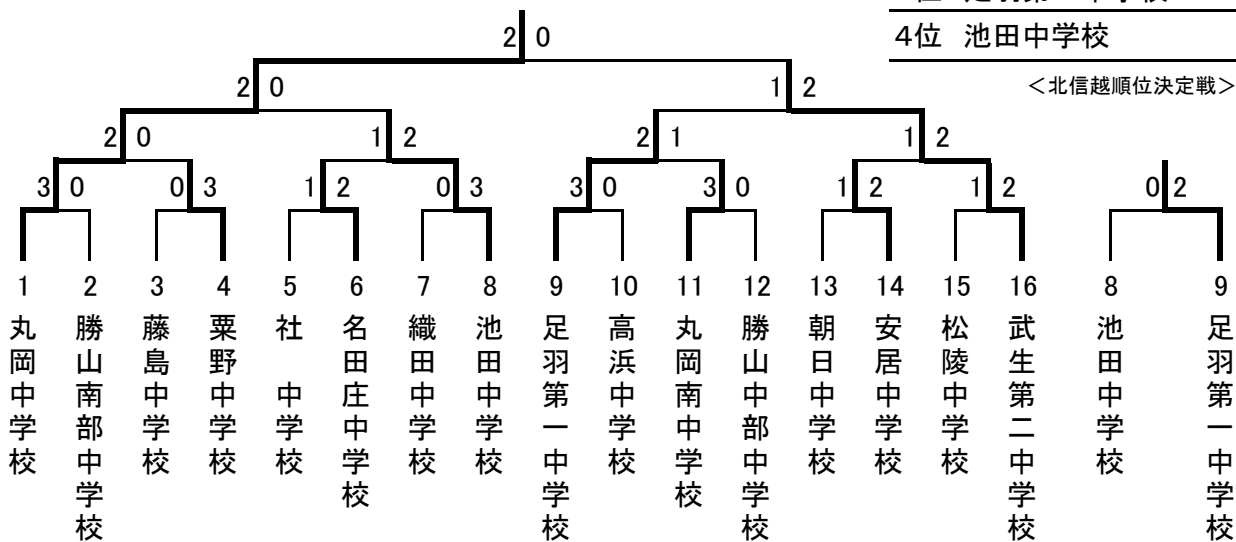 4位 池田中学校
＜北信越順位決定戦＞
2 0
2 0
1 2
2 0
1 2
2 1
1 2
3 0
0 3
1 2
0 3
3 0
3 0
1 2
1 2
0 2
1 2 3 4 5 6 7 8 9 10 11 12 13 14 15 16 8 9
丸岡中学校
勝山南部中学校
藤島中学校
粟野中学校
社 中学校
名田庄中学校
織田中学校
池田中学校
足羽第一中学校
高浜中学校
丸岡南中学校
勝山中部中学校
朝日中学校
安居中学校
松陵中学校
武生第二中学校
池田中学校
足羽第一中学校